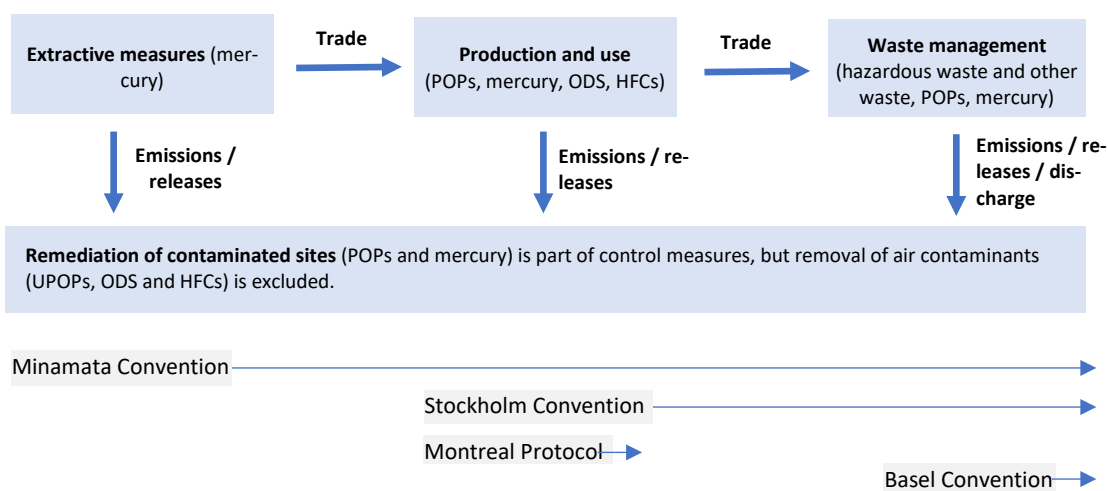 Extractive measures (mer-
cury)
Trade
Production and use
(POPs, mercury, ODS, HFCs)
Trade
Waste management
(hazardous waste and other
waste, POPs, mercury)
Emissions /
releases
Emissions / re-
leases
Emissions / re-
leases / dis-
charge
Remediation of contaminated sites (POPs and mercury) is part of control measures, but removal of air contaminants
(UPOPs, ODS and HFCs) is excluded.
Minamata Convention
Stockholm Convention
Montreal Protocol
Basel Convention